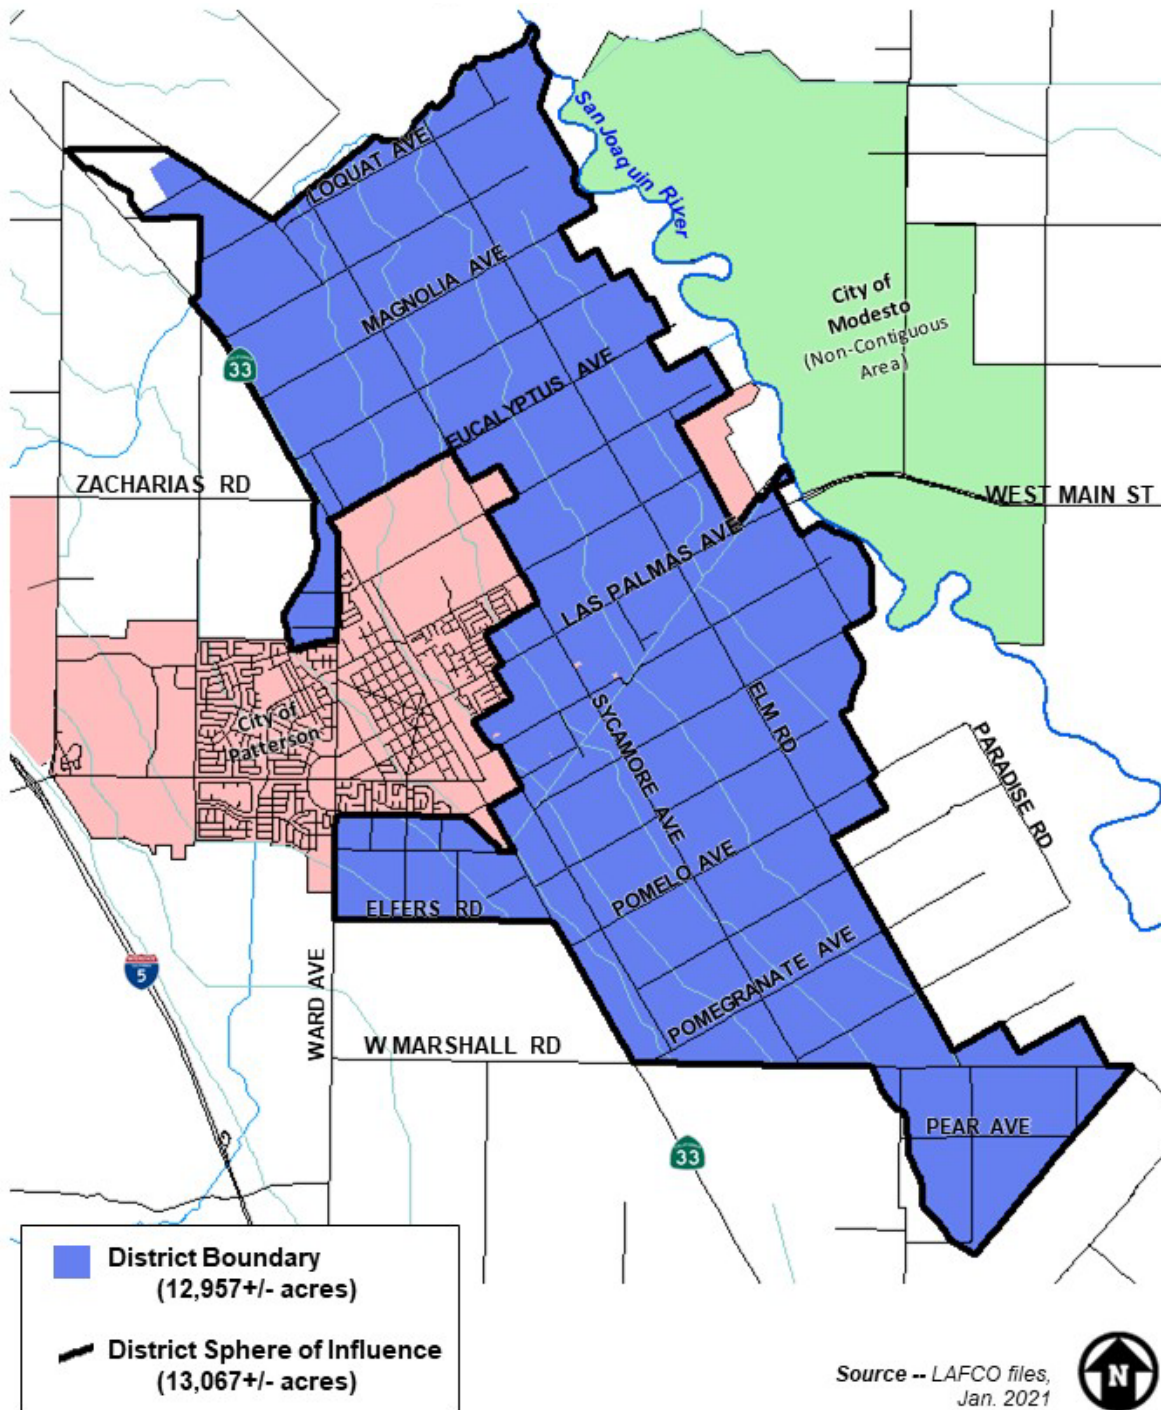 LOQUAT AVE
San Joaquin River
MAGNOLIA AVE
City of
Modesto
(Non-Contiguous
Area)
33
EUCALYPTUS AVE
ZACHARIAS RD
WEST MAIN ST
LAS PALMAS AVE
City of
Patterson
SYCAMORE AVE
ELM RD
PARADISE RD
POMELO AVE
ELFERS RD
5
WARD AVE
POMEGRANATE AVE
W MARSHALL RD
PEAR AVE
33
District Boundary
(12,957+/- acres)
District Sphere of Influence
(13,067+/- acres)
Source -- LAFCO files,
Jan. 2021
N